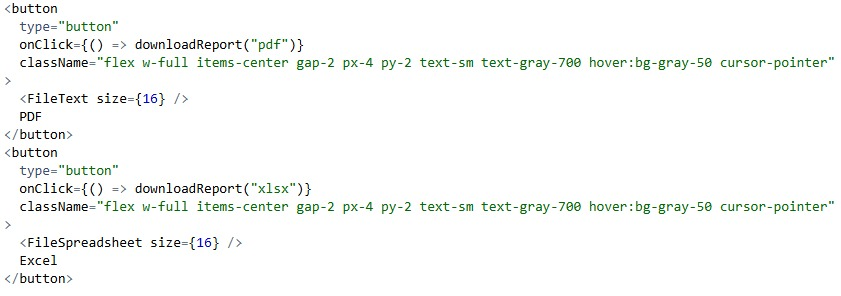 <button
  type="button"
  onClick={() => downloadReport("pdf")}
  className="flex w-full items-center gap-2 px-4 py-2 text-sm text-gray-700 hover:bg-gray-50 cursor-pointer"
>
  <FileText size={16} />
  PDF
</button>
<button
  type="button"
  onClick={() => downloadReport("xlsx")}
  className="flex w-full items-center gap-2 px-4 py-2 text-sm text-gray-700 hover:bg-gray-50 cursor-pointer"
>
  <FileSpreadsheet size={16} />
  Excel
</button>